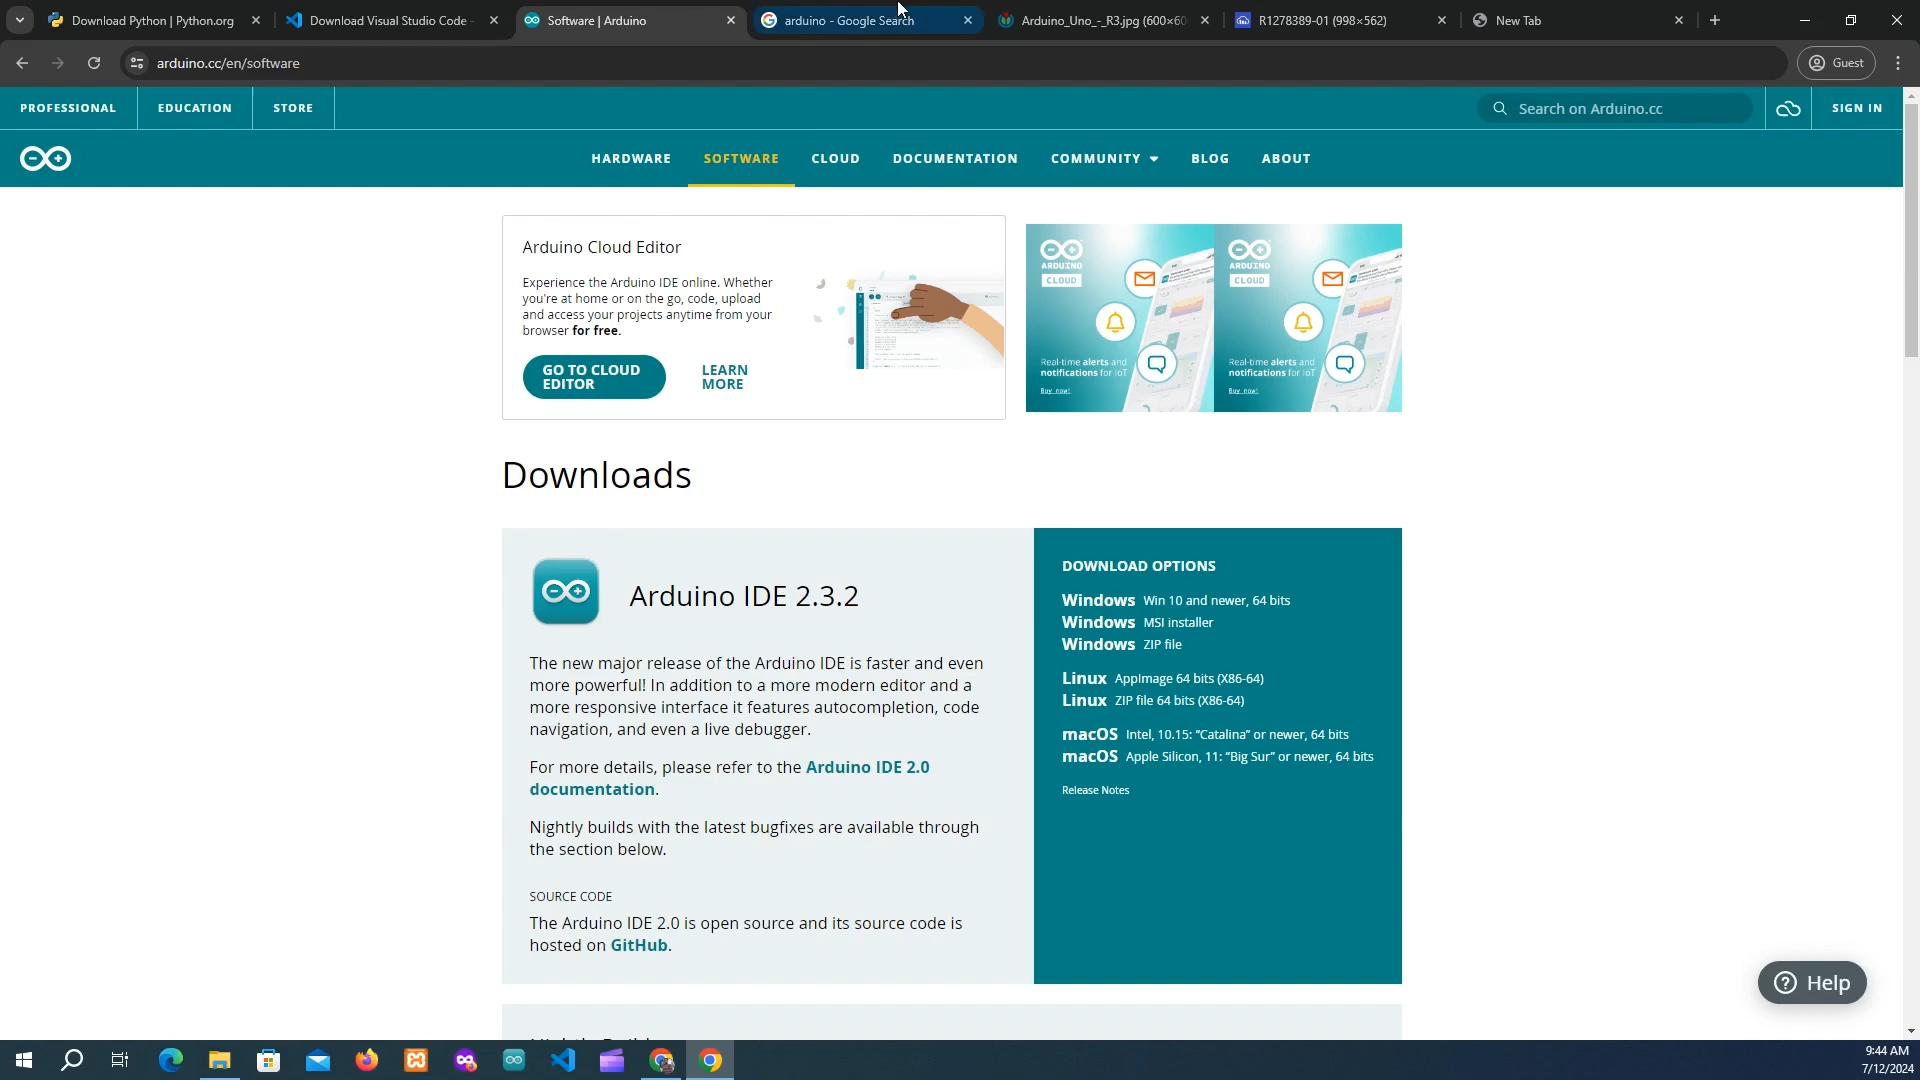 Download Python | Python.org
Download Visual Studio Code -
Software | Arduino
arduino - Google Search
Arduino_Uno_-_R3.jpg (600×60
R1278389-01 (998×562)
New Tab
arduino.cc/en/software
Guest
PROFESSIONAL
EDUCATION
STORE
Search on Arduino.cc
SIGN IN
HARDWARE
SOFTWARE
CLOUD
DOCUMENTATION
COMMUNITY
BLOG
ABOUT
Arduino Cloud Editor
Experience the Arduino IDE online. Whether
you're at home or on the go, code, upload
and access your projects anytime from your
browser for free.
GO TO CLOUD
EDITOR
LEARN
MORE
ARDUINO
CLOUD
Real-time alerts and
notifications for IoT
Buy now!
ARDUINO
CLOUD
Real-time alerts and
notifications for IoT
Buy now!
Downloads
Arduino IDE 2.3.2
The new major release of the Arduino IDE is faster and even
more powerful! In addition to a more modern editor and a
more responsive interface it features autocompletion, code
navigation, and even a live debugger.
For more details, please refer to the Arduino IDE 2.0
documentation.
Nightly builds with the latest bugfixes are available through
the section below.
SOURCE CODE
The Arduino IDE 2.0 is open source and its source code is
hosted on GitHub.
DOWNLOAD OPTIONS
Windows Win 10 and newer, 64 bits
Windows MSI installer
Windows ZIP file
Linux AppImage 64 bits (X86-64)
Linux ZIP file 64 bits (X86-64)
macOS Intel, 10.15: “Catalina” or newer, 64 bits
macOS Apple Silicon, 11: “Big Sur” or newer, 64 bits
Release Notes
Help
9:44 AM
7/12/2024